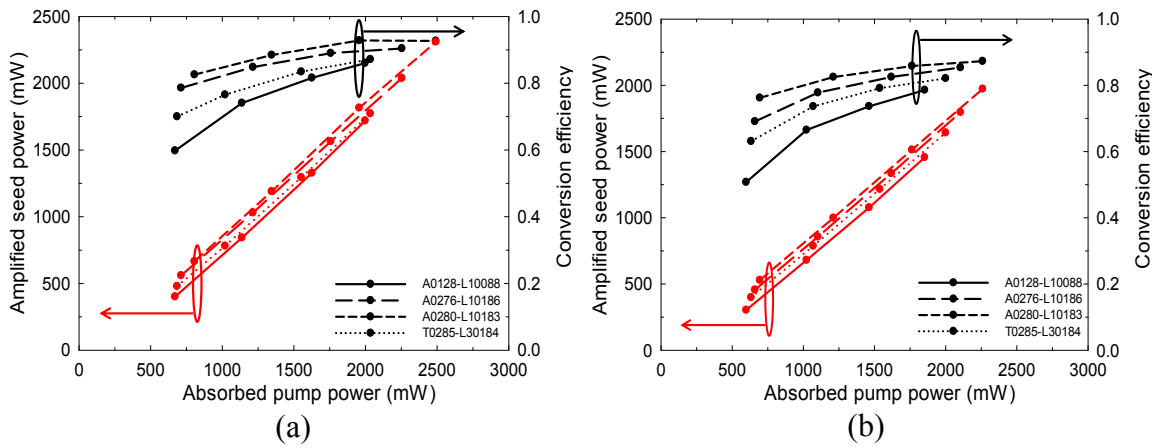 2500
2000
1500
1000
500
0
Amplified seed power (mW)
1.0
0.8
0.6
0.4
0.2
0.0
Conversion efficiency
A0128-L10088
A0276-L10186
A0280-L10183
T0285-L30184
0 500 1000 1500 2000 2500 3000
Absorbed pump power (mW)
(a)
2500
2000
1500
1000
500
0
Amplified seed power (mW)
1.0
0.8
0.6
0.4
0.2
0.0
Conversion efficiency
A0128-L10088
A0276-L10186
A0280-L10183
T0285-L30184
0 500 1000 1500 2000 2500 3000
Absorbed pump power (mW)
(b)